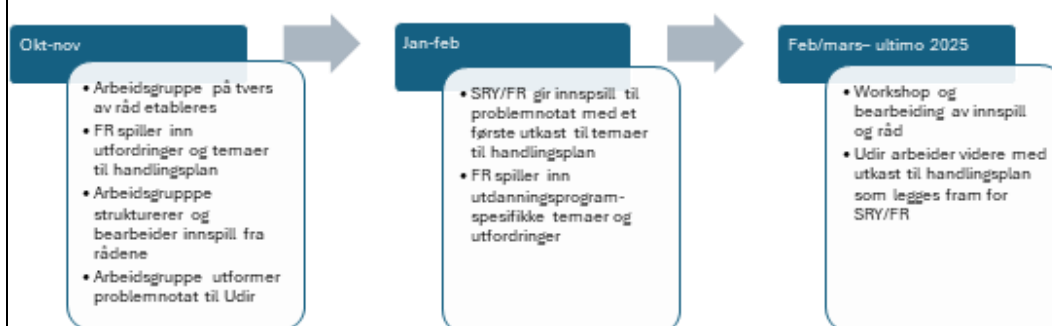 Okt-nov
• Arbeidsgruppe på tvers
av råd etableres
• FR spiller inn
utfordringer og temaer
til handlingsplan
• Arbeidsgrupppe
strukturerer og
bearbeider innspill fra
rådene
• Arbeidsgruppe utformer
problemnotat til Udir
Jan-feb
• SRY/FR gir innspsill til
problemnotat med et
første utkast til temaer
til handlingsplan
• FR spiller inn
utdanningsprogram-
spesifikke temaer og
utfordringer
Feb/mars– ultimo 2025
• Workshop og
bearbeiding av innspill
og råd
• Udir arbeider videre med
utkast til handlingsplan
som legges fram for
SRY/FR